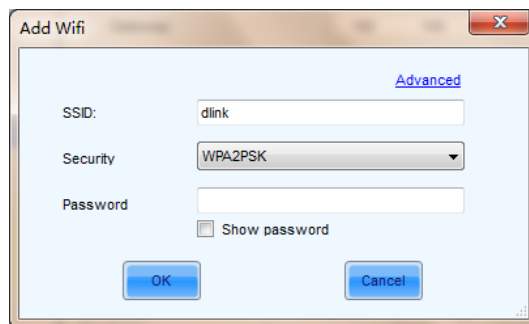 Add Wifi
Advanced
SSID: dlink
Security WPA2PSK
Password
Show password
OK Cancel